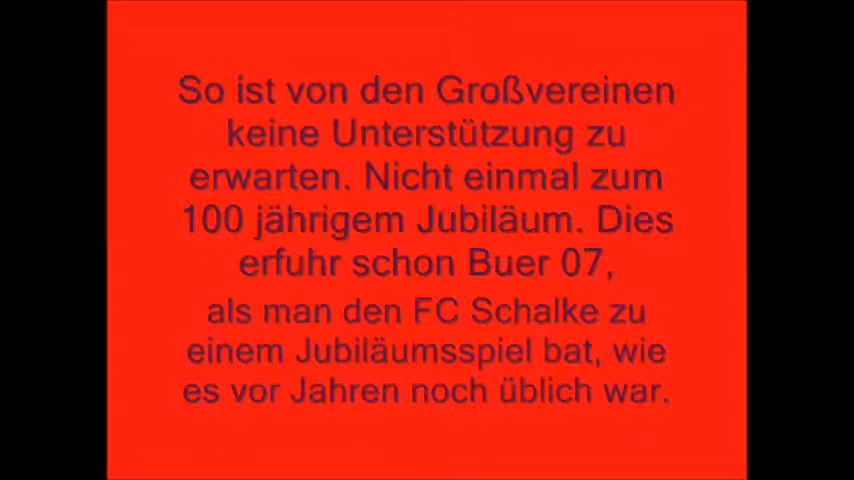 So ist von den Großvereinen
keine Unterstützung zu
erwarten. Nicht einmal zum
100 jährigem Jubiläum. Dies
erfuhr schon Buer 07,
als man den FC Schalke zu
einem Jubiläumsspiel bat, wie
es vor Jahren noch üblich war.